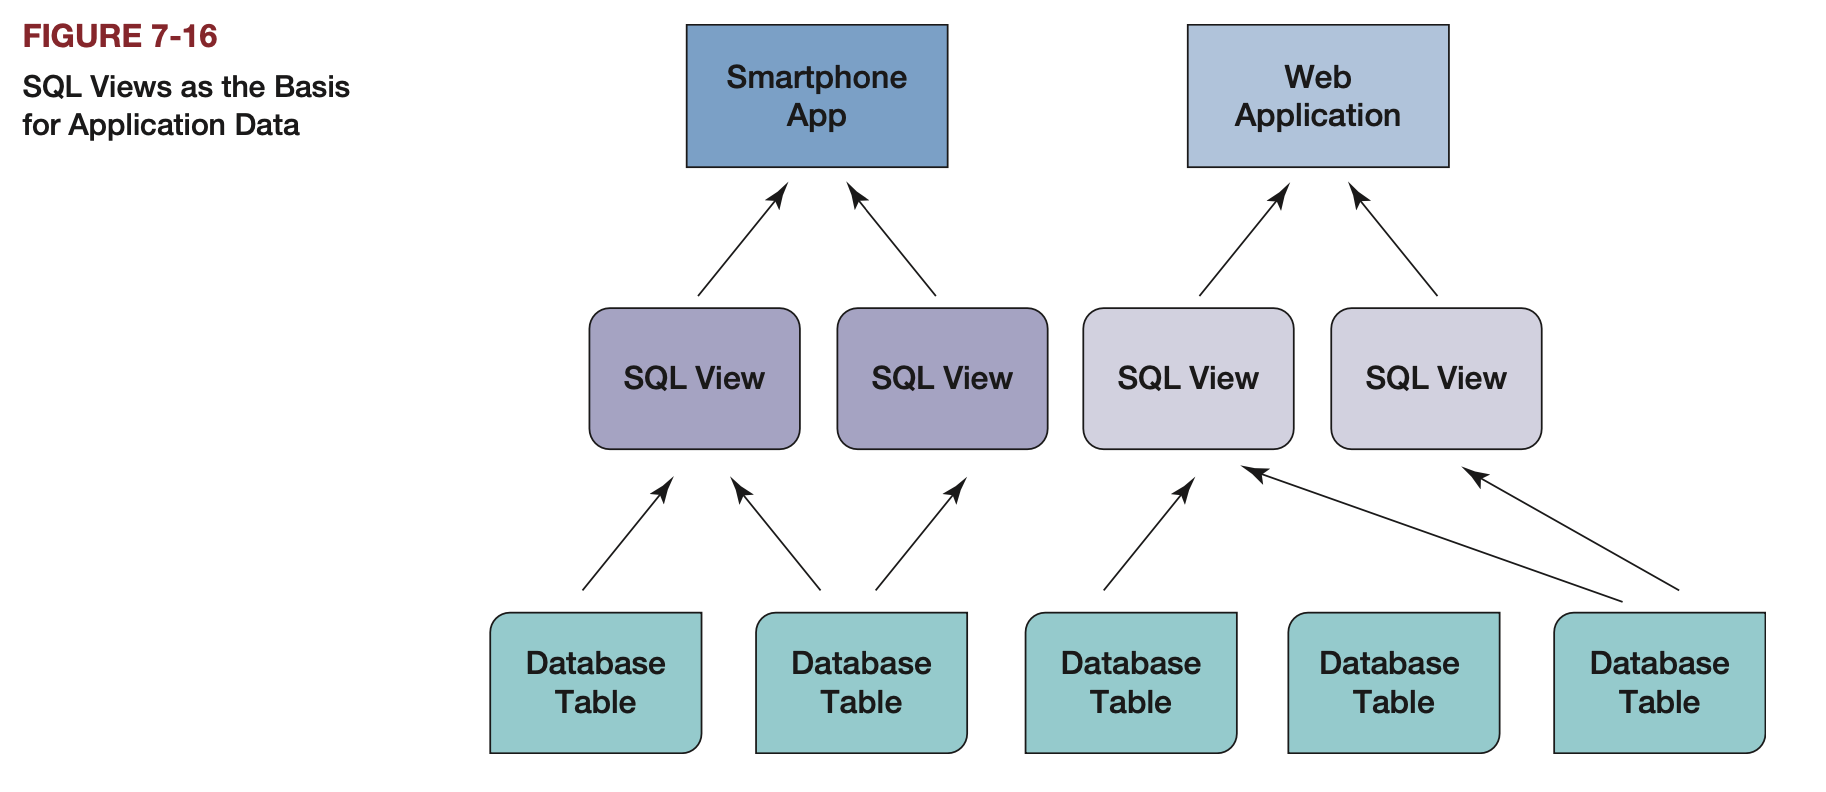 FIGURE 7-16
SQL Views as the Basis
for Application Data
Smartphone
App
Web
Application
SQL View
SQL View
SQL View
SQL View
Database
Table
Database
Table
Database
Table
Database
Table
Database
Table